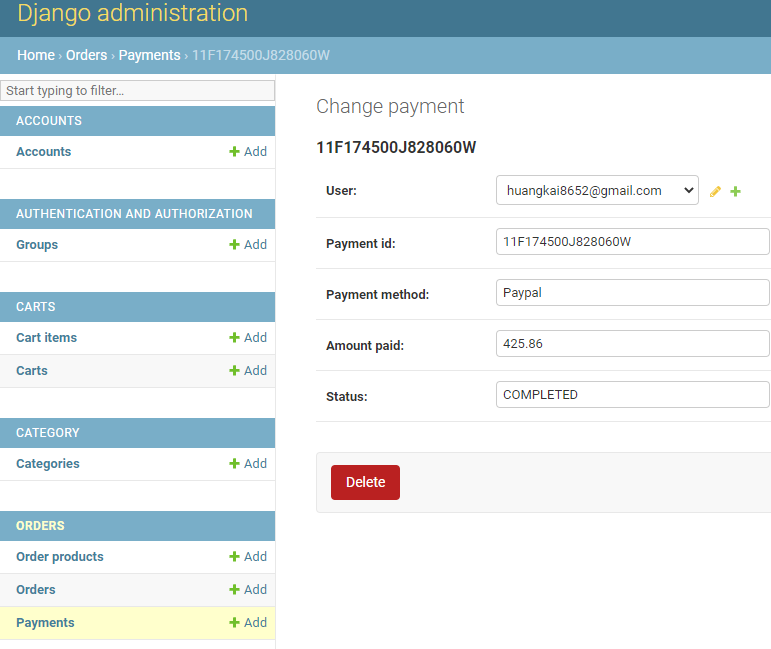 Django administration
Home › Orders › Payments › 11F174500J828060W
Start typing to filter...
ACCOUNTS
Accounts + Add
AUTHENTICATION AND AUTHORIZATION
Groups + Add
CARTS
Cart items + Add
Carts + Add
CATEGORY
Categories + Add
ORDERS
Order products + Add
Orders + Add
Payments + Add
Change payment
11F174500J828060W
User: huangkai8652@gmail.com
Payment id: 11F174500J828060W
Payment method: Paypal
Amount paid: 425.86
Status: COMPLETED
Delete